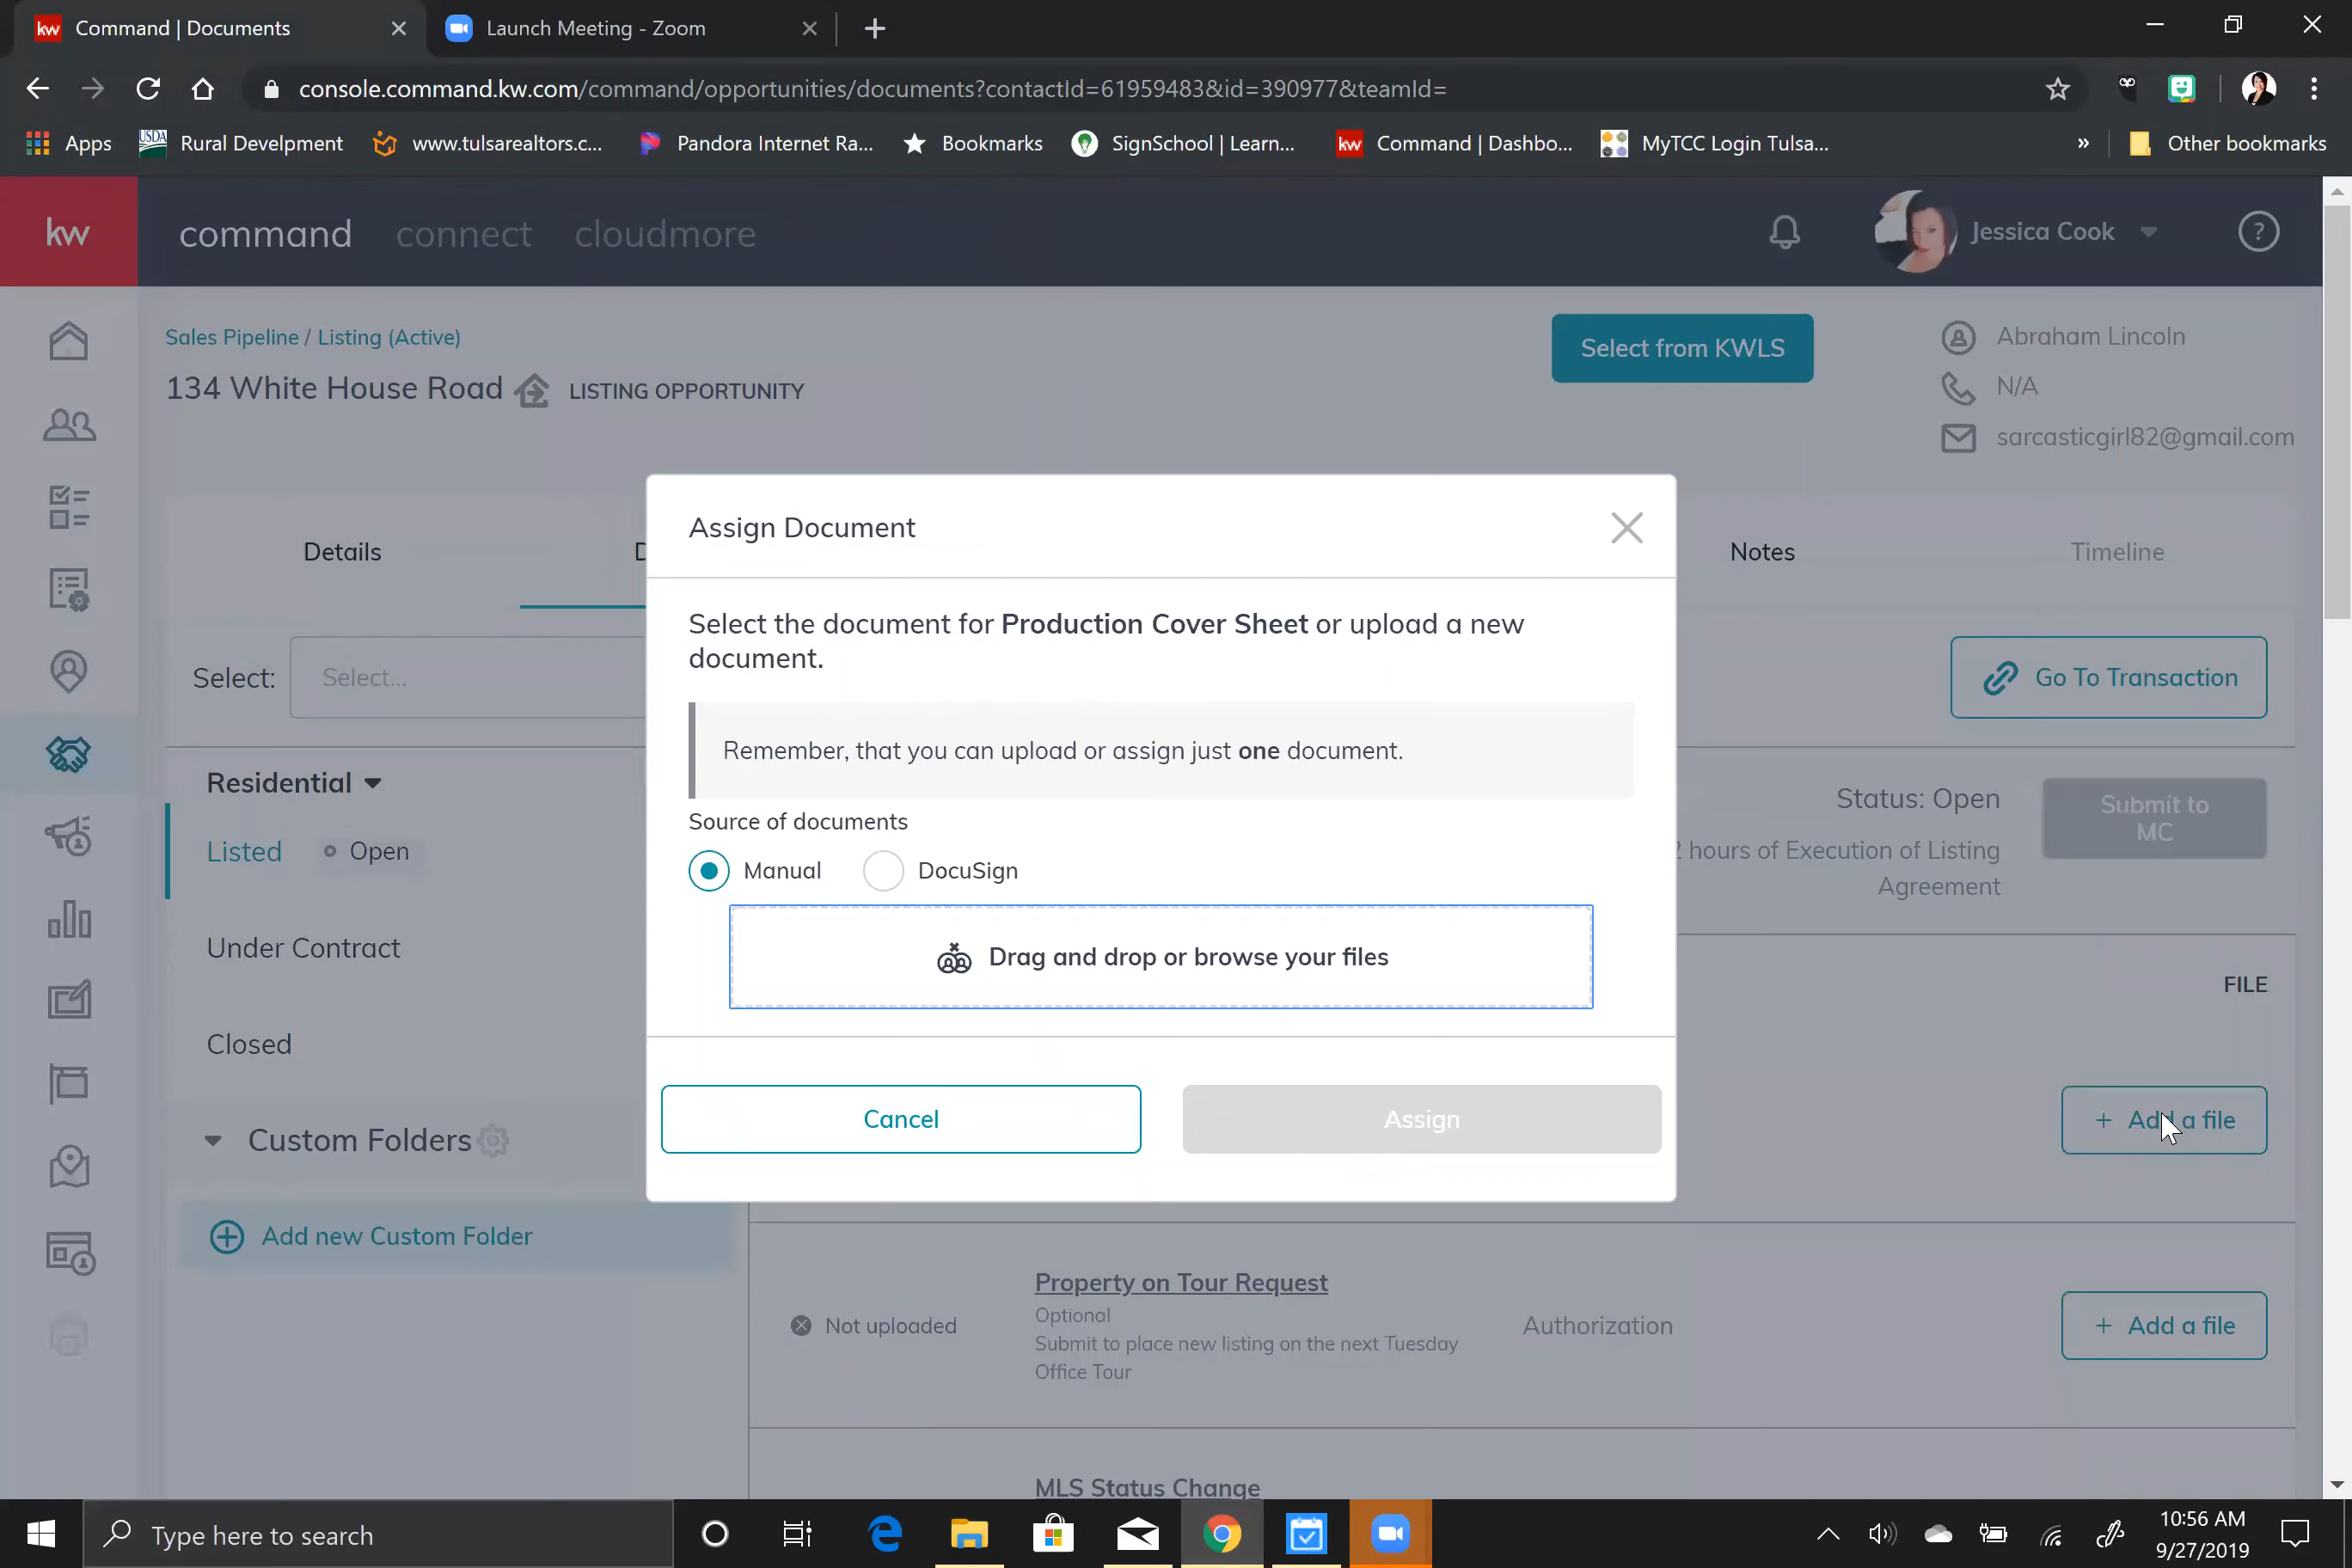 kw Command | Documents
Launch Meeting - Zoom
console.command.kw.com/command/opportunities/documents?contactId=61959483&id=390977&teamId=
Apps
USDA Rural Develpment
www.tulsarealtors.c...
Pandora Internet Ra...
Bookmarks
SignSchool | Learn...
kw Command | Dashbo...
MyTCC Login Tulsa...
»
Other bookmarks
kw
command connect cloudmore
Jessica Cook
?
Sales Pipeline / Listing (Active)
134 White House Road LISTING OPPORTUNITY
Select from KWLS
Abraham Lincoln
N/A
sarcasticgirl82@gmail.com
Details
D
Notes
Timeline
Select: Select...
Go To Transaction
Residential
Listed Open
Under Contract
Closed
Custom Folders
Add new Custom Folder
Status: Open
Submit to
MC
2 hours of Execution of Listing
Agreement
FILE
+ Add a file
Assign Document
Select the document for Production Cover Sheet or upload a new
document.
Remember, that you can upload or assign just one document.
Source of documents
Manual DocuSign
Drag and drop or browse your files
Cancel
Assign
Not uploaded
Property on Tour Request
Optional
Submit to place new listing on the next Tuesday
Office Tour
Authorization
+ Add a file
MLS Status Change
Type here to search
10:56 AM
9/27/2019